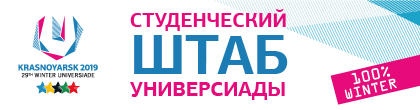 KRASNOYARSK 2019
29TH WINTER UNIVERSIADE
СТУДЕНЧЕСКИЙ
ШТАБ
УНИВЕРСИАДЫ
100%
WINTER